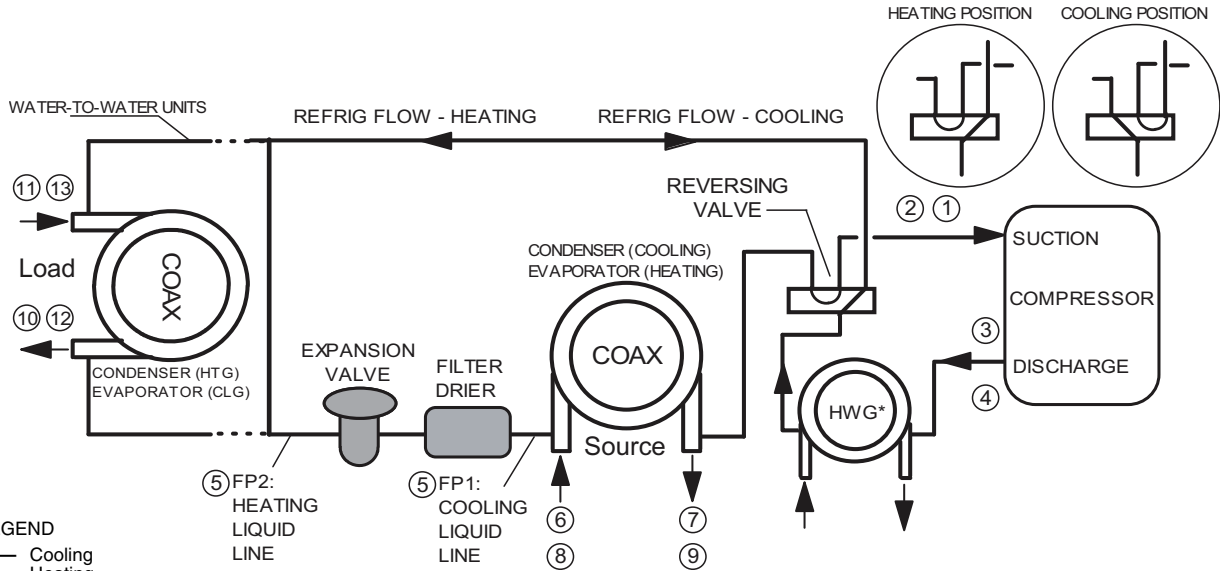 HEATING POSITION
COOLING POSITION
WATER-TO-WATER UNITS
REFRIG FLOW - HEATING
REFRIG FLOW - COOLING
11 13
REVERSING
VALVE
2 1
SUCTION
COMPRESSOR
3
DISCHARGE
4
Load
COAX
10 12
CONDENSER (HTG)
EVAPORATOR (CLG)
CONDENSER (COOLING)
EVAPORATOR (HEATING)
COAX
Source
EXPANSION
VALVE
FILTER
DRIER
HWG*
5 FP2:
HEATING
LIQUID
LINE
5 FP1:
COOLING
LIQUID
LINE
6
8
7
9
GEND
— Cooling